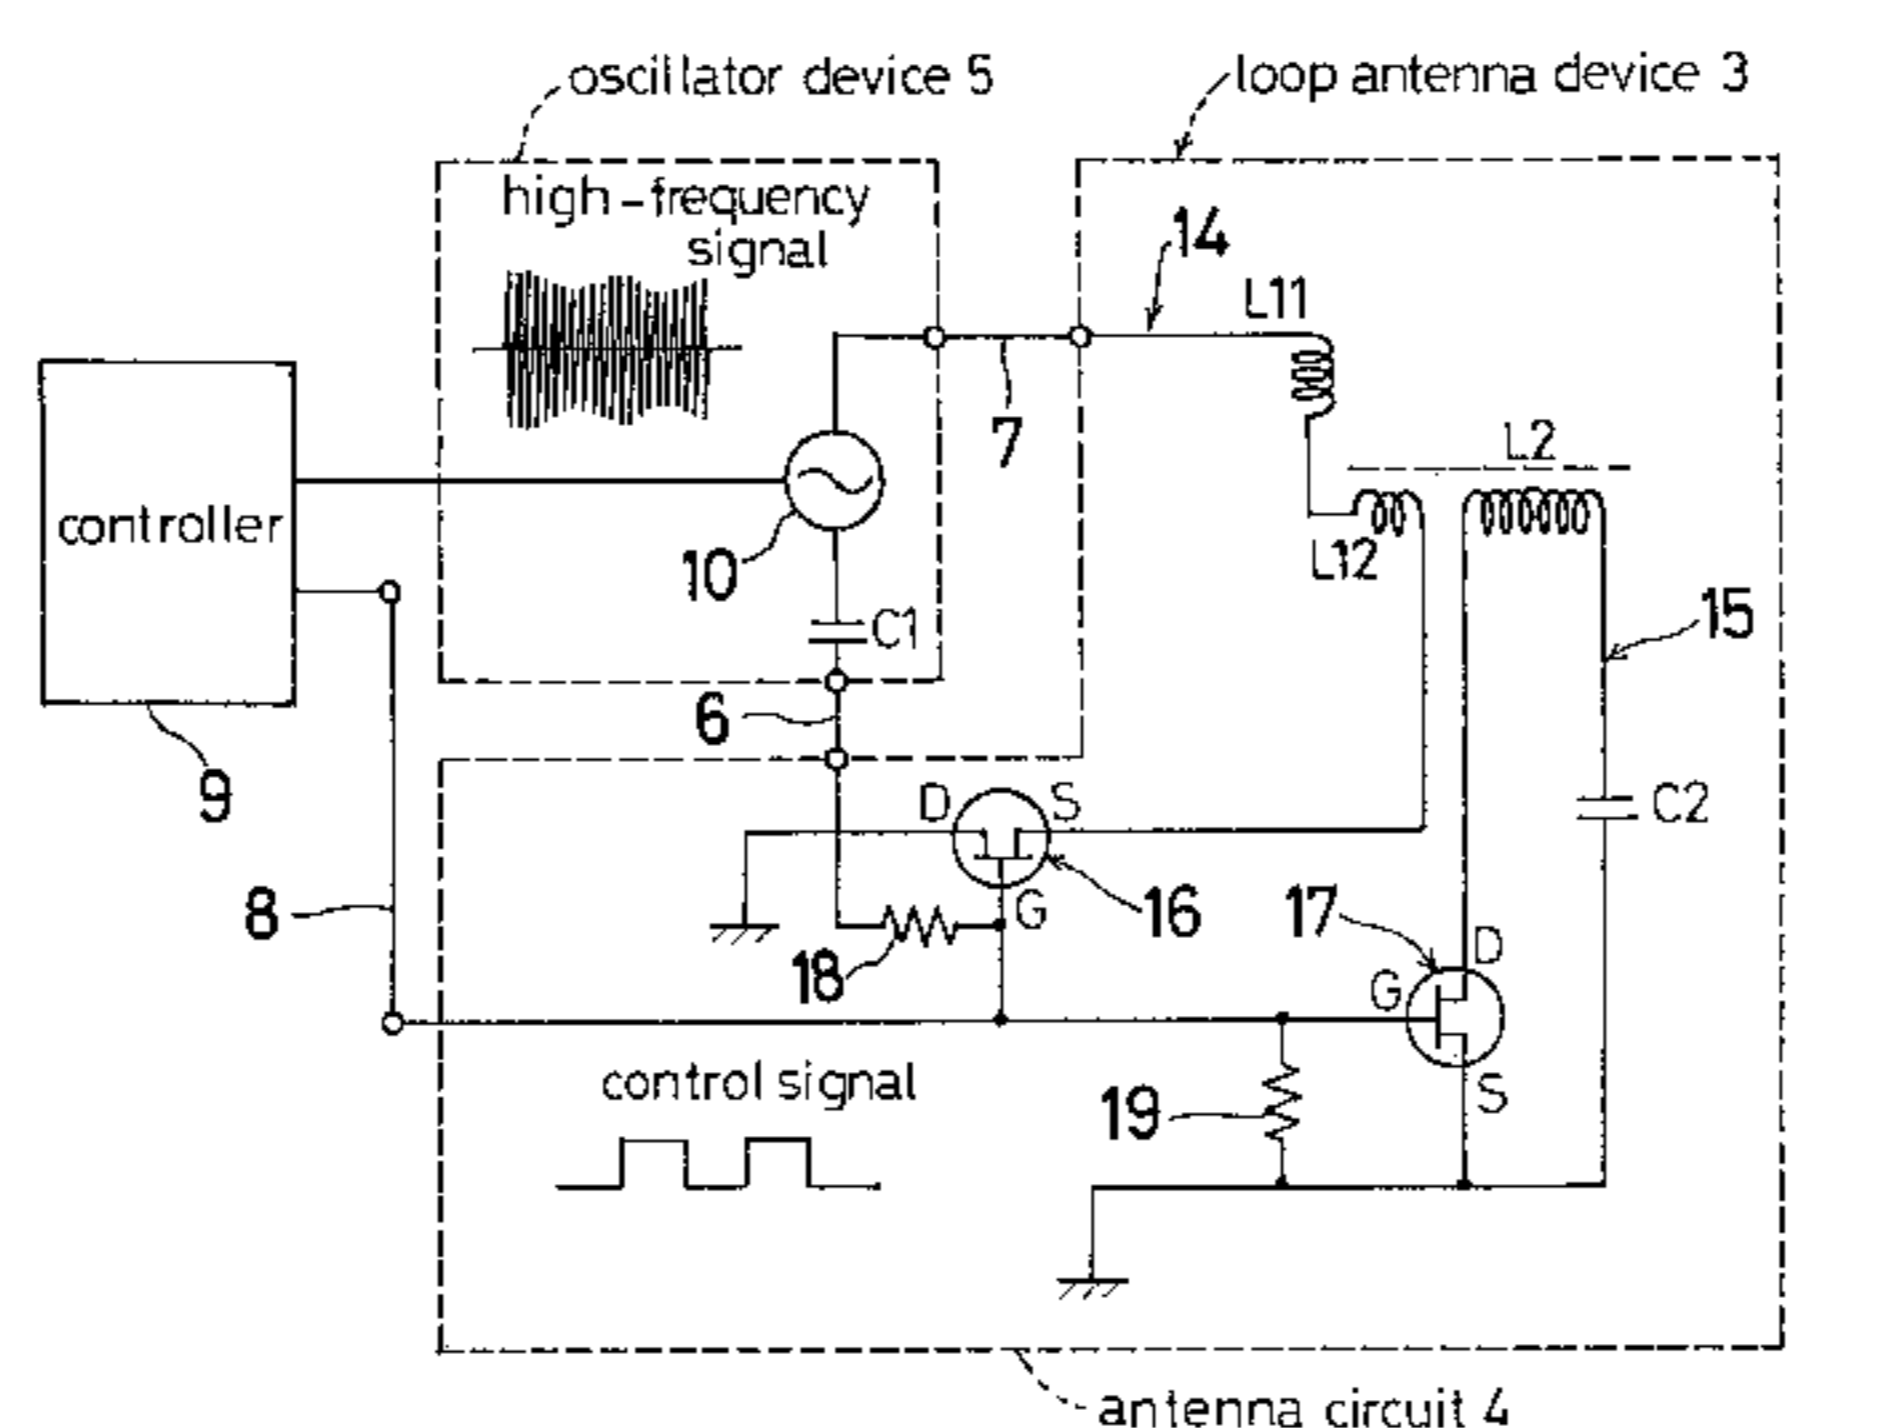 oscillator device 5
loop antenna device 3
high-frequency
signal
14
L11
7
L2
controller
10
L12
C1
15
6
9
D
S
C2
8
G
16
17
18
D
G
control signal
19
S
antenna circuit 4